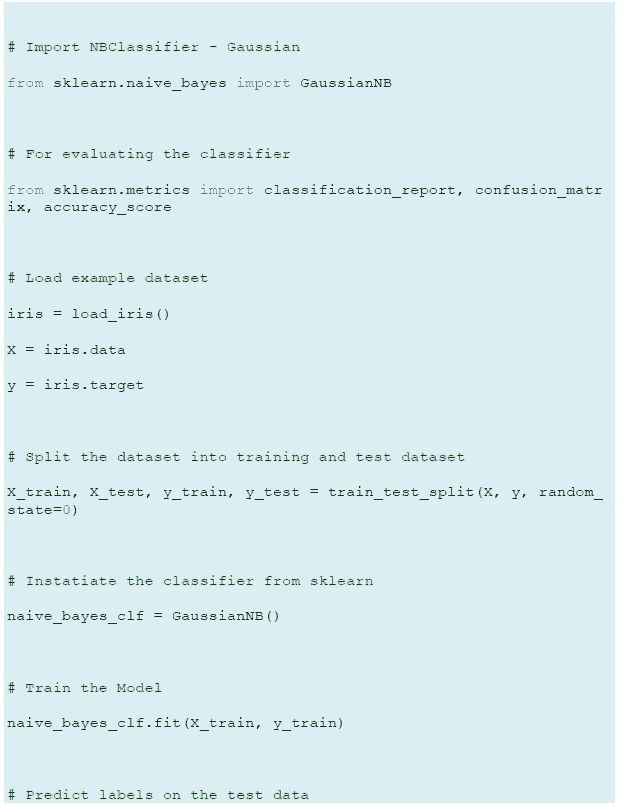 # Import NBClassifier - Gaussian
from sklearn.naive_bayes import GaussianNB
# For evaluating the classifier
from sklearn.metrics import classification_report, confusion_matr
ix, accuracy_score
# Load example dataset
iris = load_iris()
X = iris.data
y = iris.target
# Split the dataset into training and test dataset
X_train, X_test, y_train, y_test = train_test_split(X, y, random_
state=0)
# Instatiate the classifier from sklearn
naive_bayes_clf = GaussianNB()
# Train the Model
naive_bayes_clf.fit(X_train, y_train)
# Predict labels on the test data